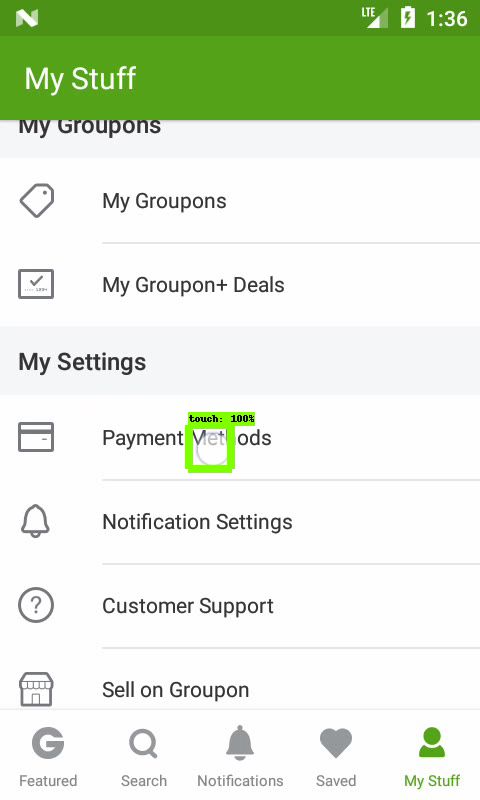 LTE 1:36
My Stuff
My Groupons
My Groupons
My Groupon+ Deals
My Settings
touch: 100%
Payment Methods
Notification Settings
Customer Support
Sell on Groupon
Featured Search Notifications Saved My Stuff